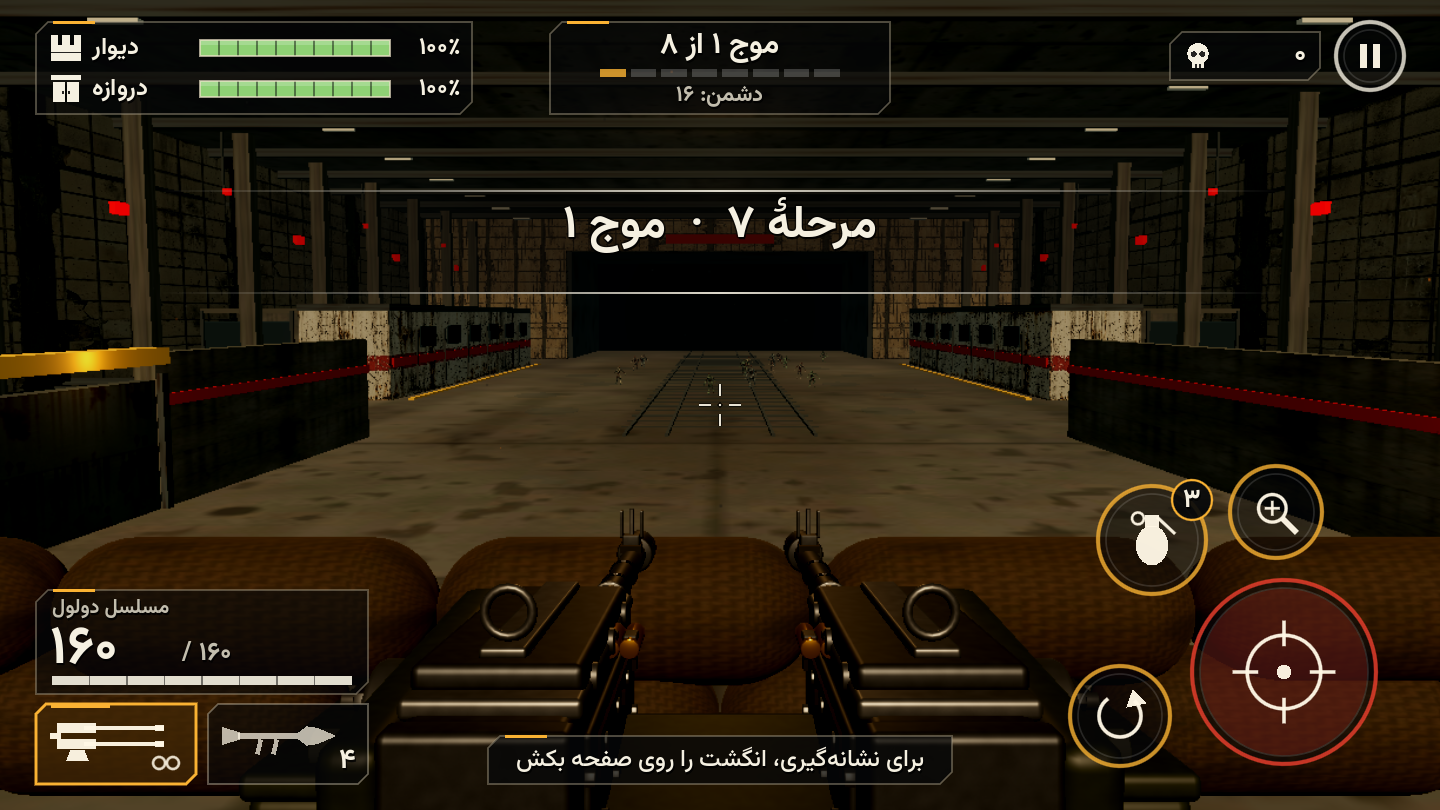 دیوار ۱۰۰٪
دروازه ۱۰۰٪
موج ۱ از ۸
دشمن: ۱۶
۰
مرحلهٔ ۷ · موج ۱
۳
مسلسل دولول
۱۶۰ / ۱۶۰
∞
۴
برای نشانه‌گیری، انگشت را روی صفحه بکش